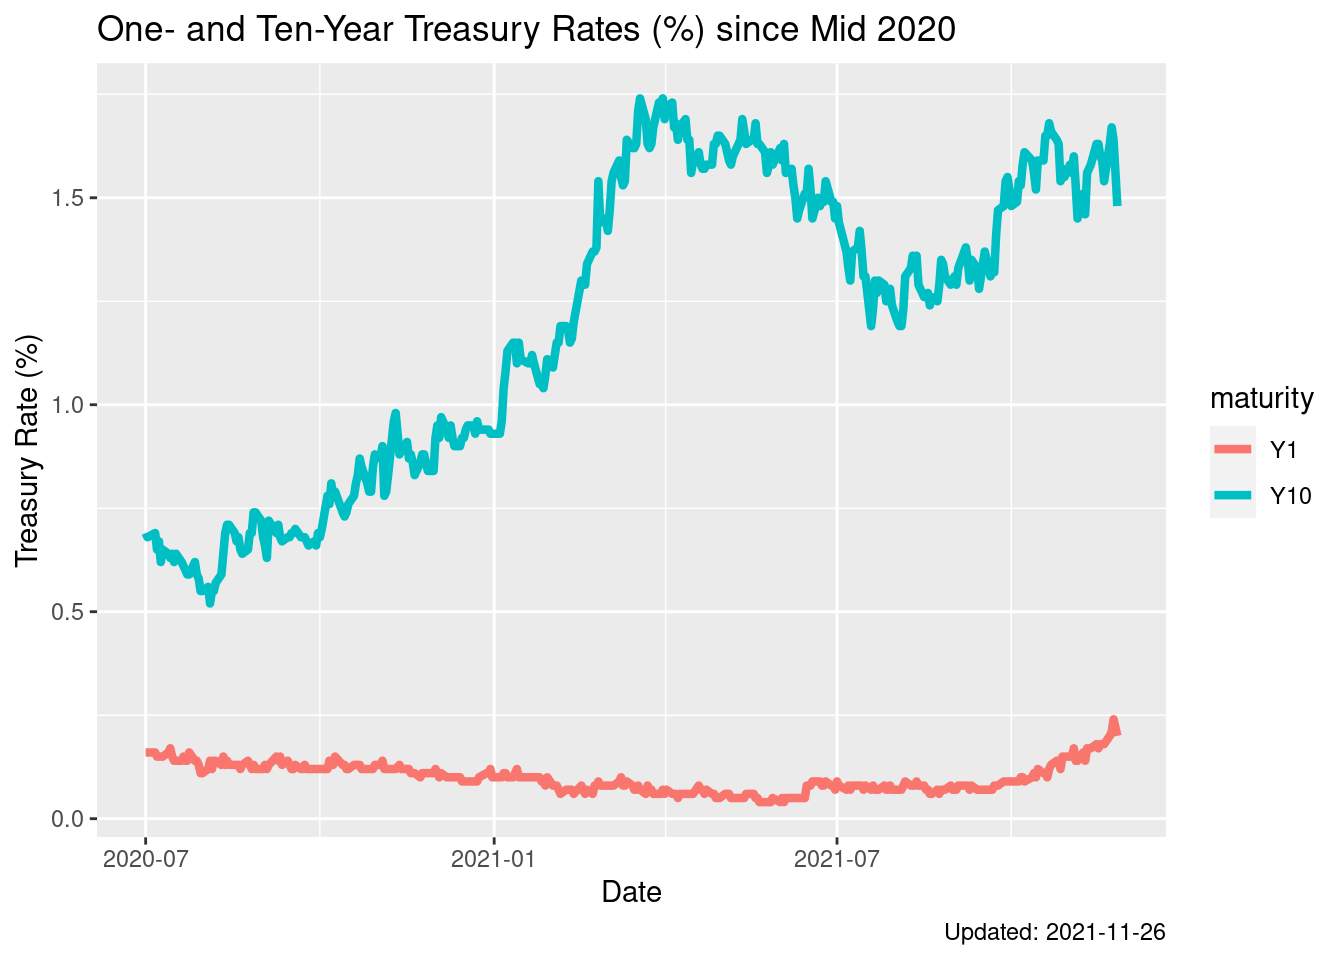 One- and Ten-Year Treasury Rates (%) since Mid 2020
Treasury Rate (%)
1.5
1.0
0.5
0.0
2020-07
2021-01
2021-07
Date
maturity
Y1
Y10
Updated: 2021-11-26